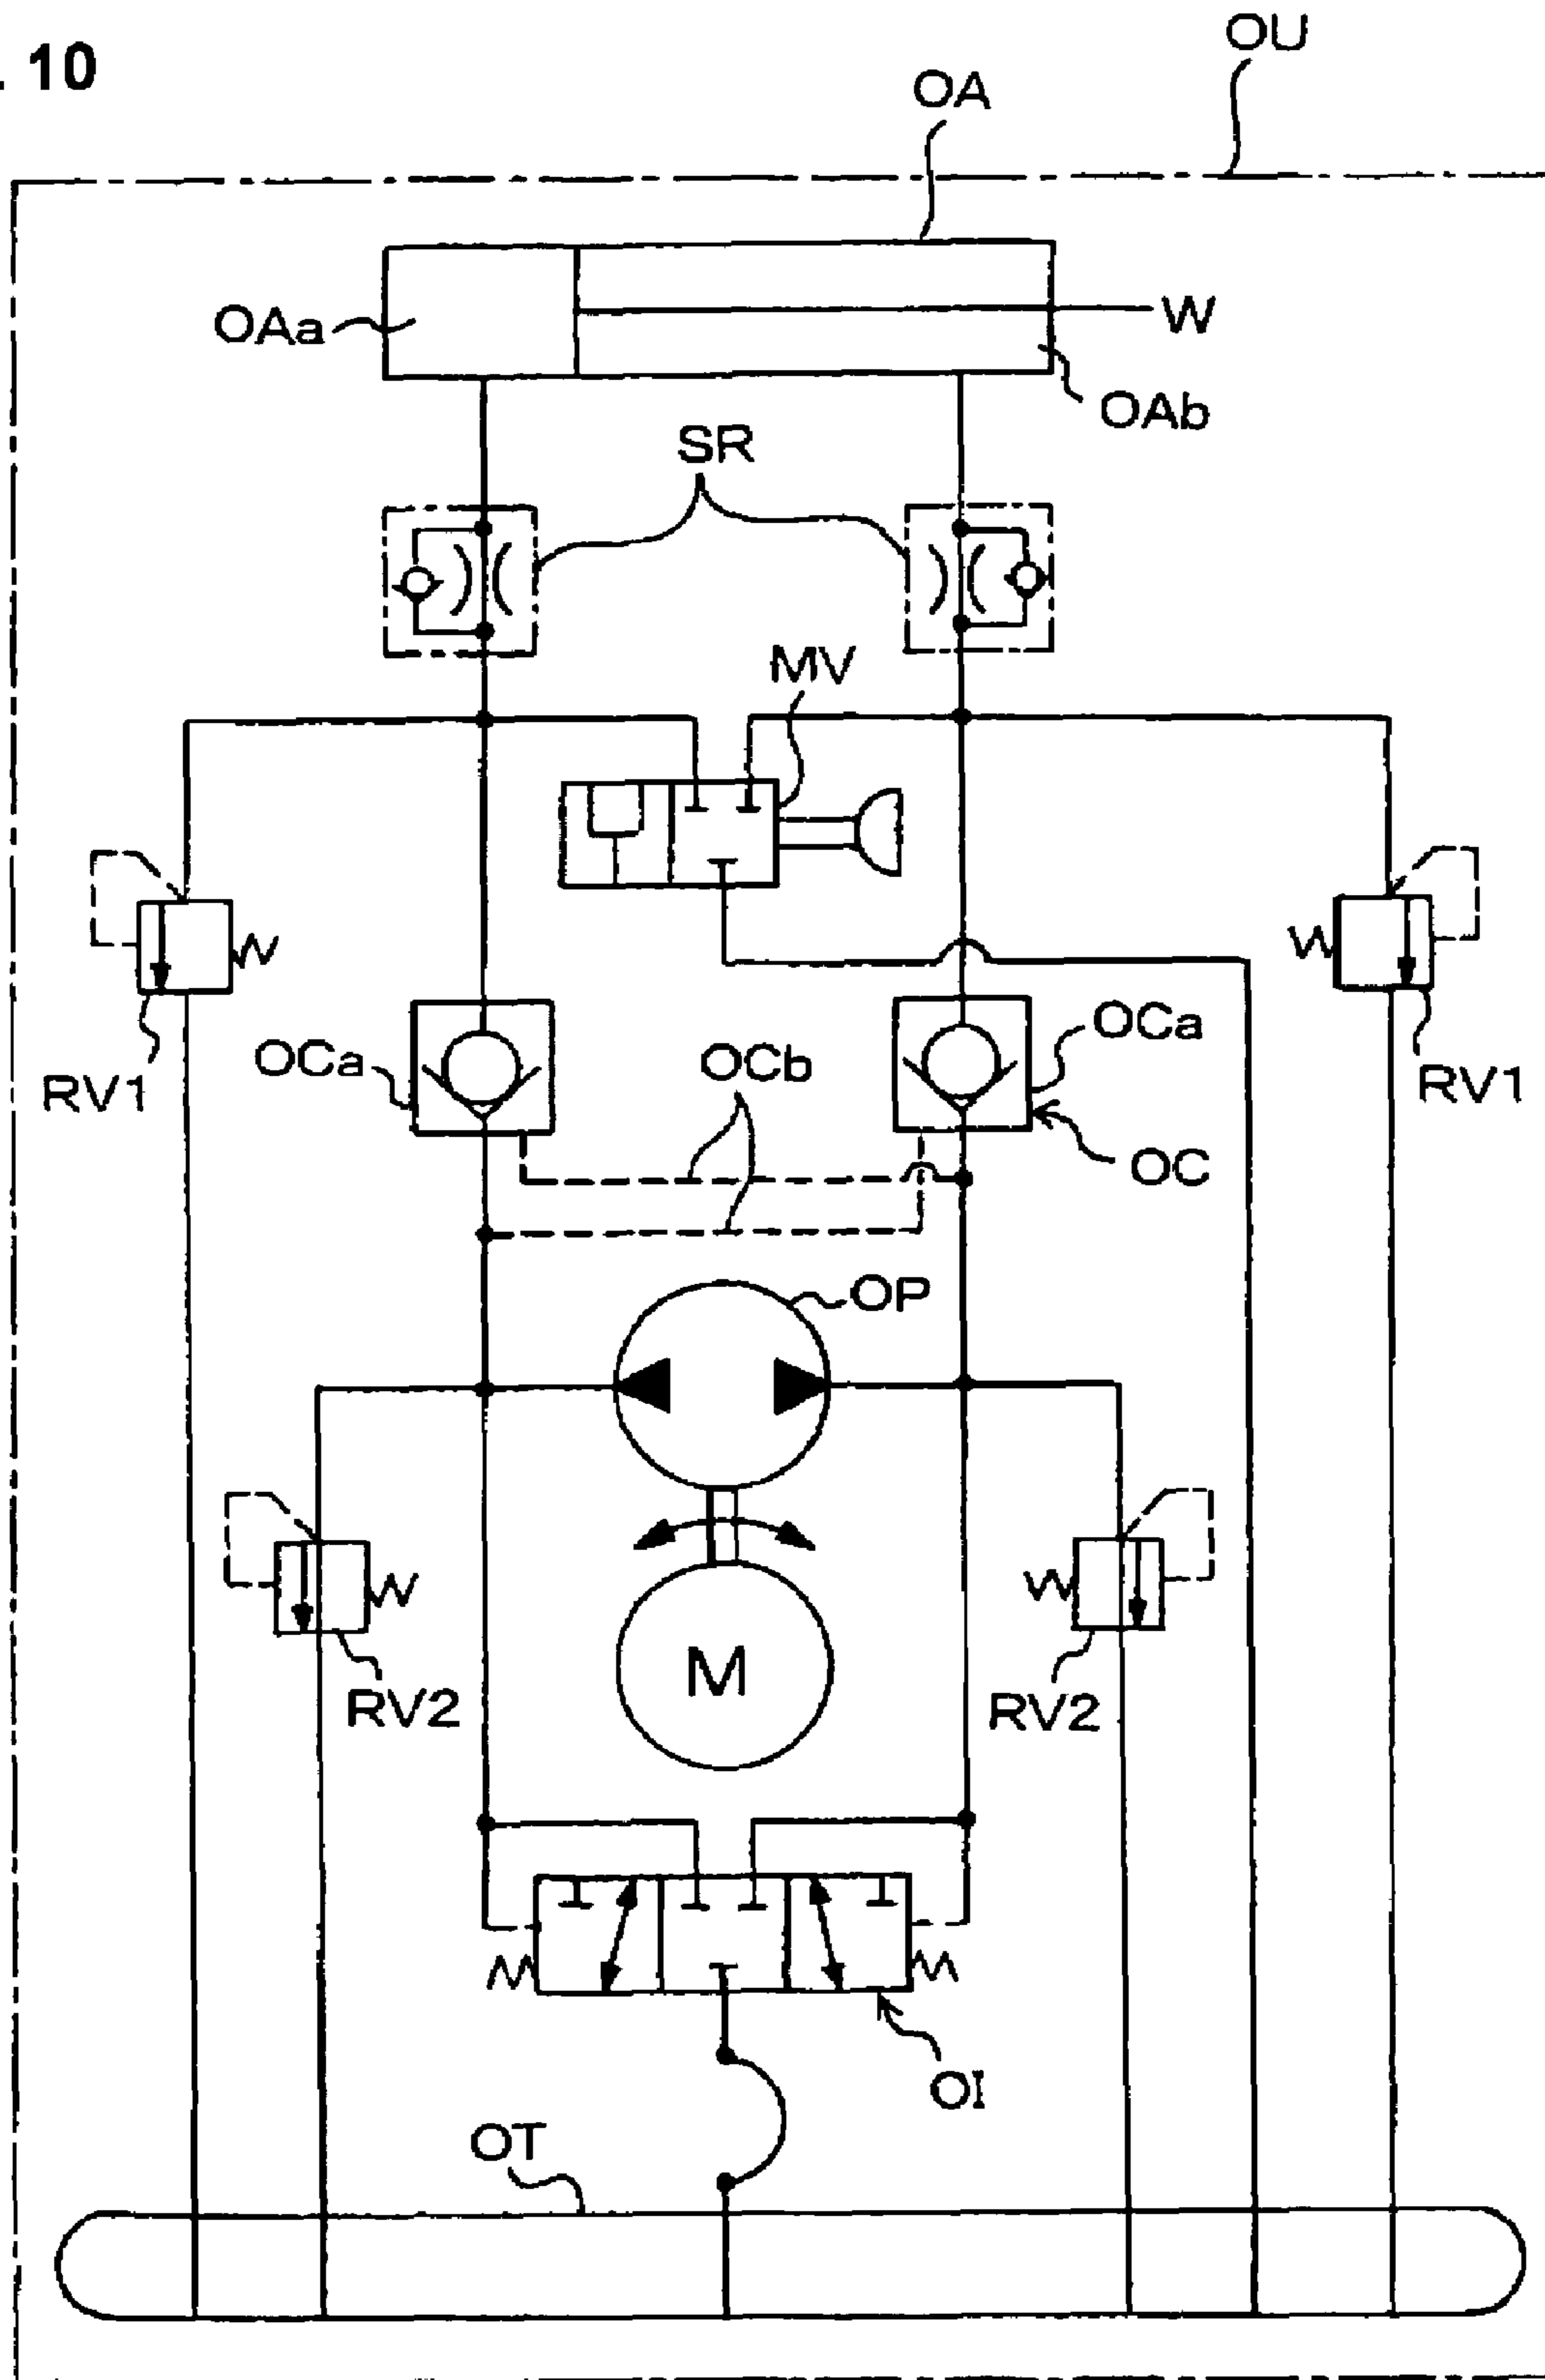 . 10
OU
OA
OAa
W
OAb
SR
MV
OCa
OCb
OCa
RV1
RV1
OC
OP
M
RV2
RV2
OI
OT